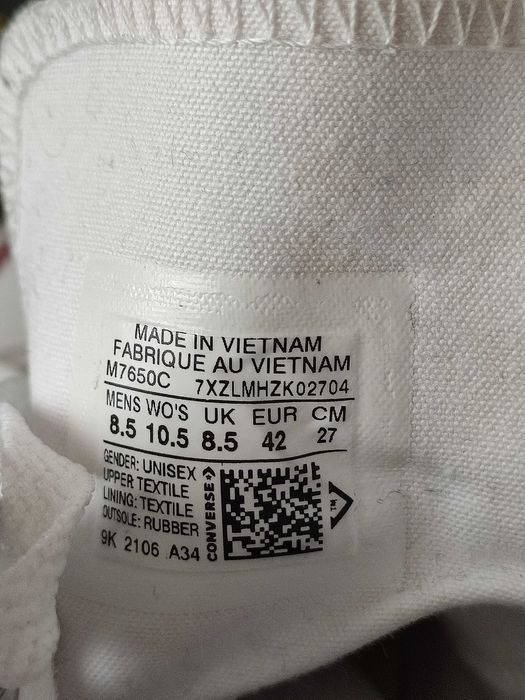 MADE IN VIETNAM
FABRIQUE AU VIETNAM
M7650C 7XZLMHZK02704
MENS WO'S UK EUR CM
8.5 10.5 8.5 42 27
GENDER: UNISEX
UPPER TEXTILE
LINING: TEXTILE
OUTSOLE: RUBBER
9K 2106 A34
CONVERSE
TM